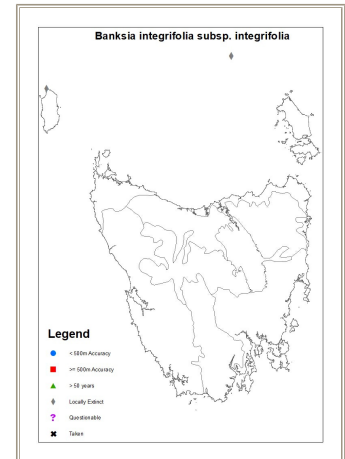 Banksia integrifolia subsp. integrifolia
Legend
< 500m Accuracy
>= 500m Accuracy
> 50 years
Locally Extinct
Questionable
Taken